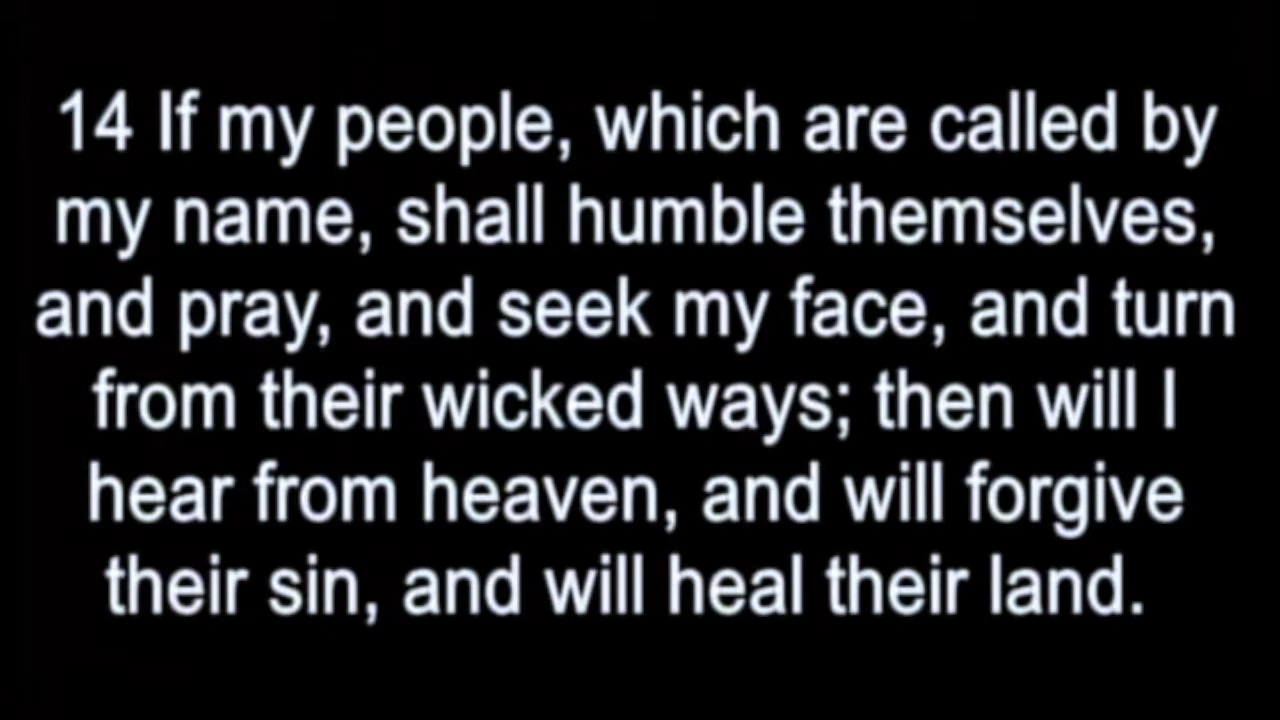 14 If my people, which are called by
my name, shall humble themselves,
and pray, and seek my face, and turn
from their wicked ways; then will I
hear from heaven, and will forgive
their sin, and will heal their land.